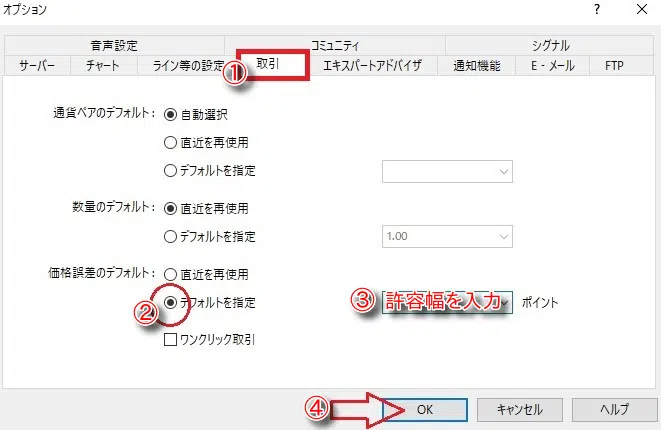 オプション ? ×
音声設定 コミュニティ シグナル
サーバー チャート ライン等の設定 ① 取引 エキスパートアドバイザ 通知機能 E - メール FTP
通貨ペアのデフォルト: 自動選択
直近を再使用
デフォルトを指定
数量のデフォルト: 直近を再使用
デフォルトを指定 1.00
価格誤差のデフォルト: 直近を再使用
② デフォルトを指定 ③ 許容幅を入力 ポイント
ワンクリック取引
④ OK キャンセル ヘルプ